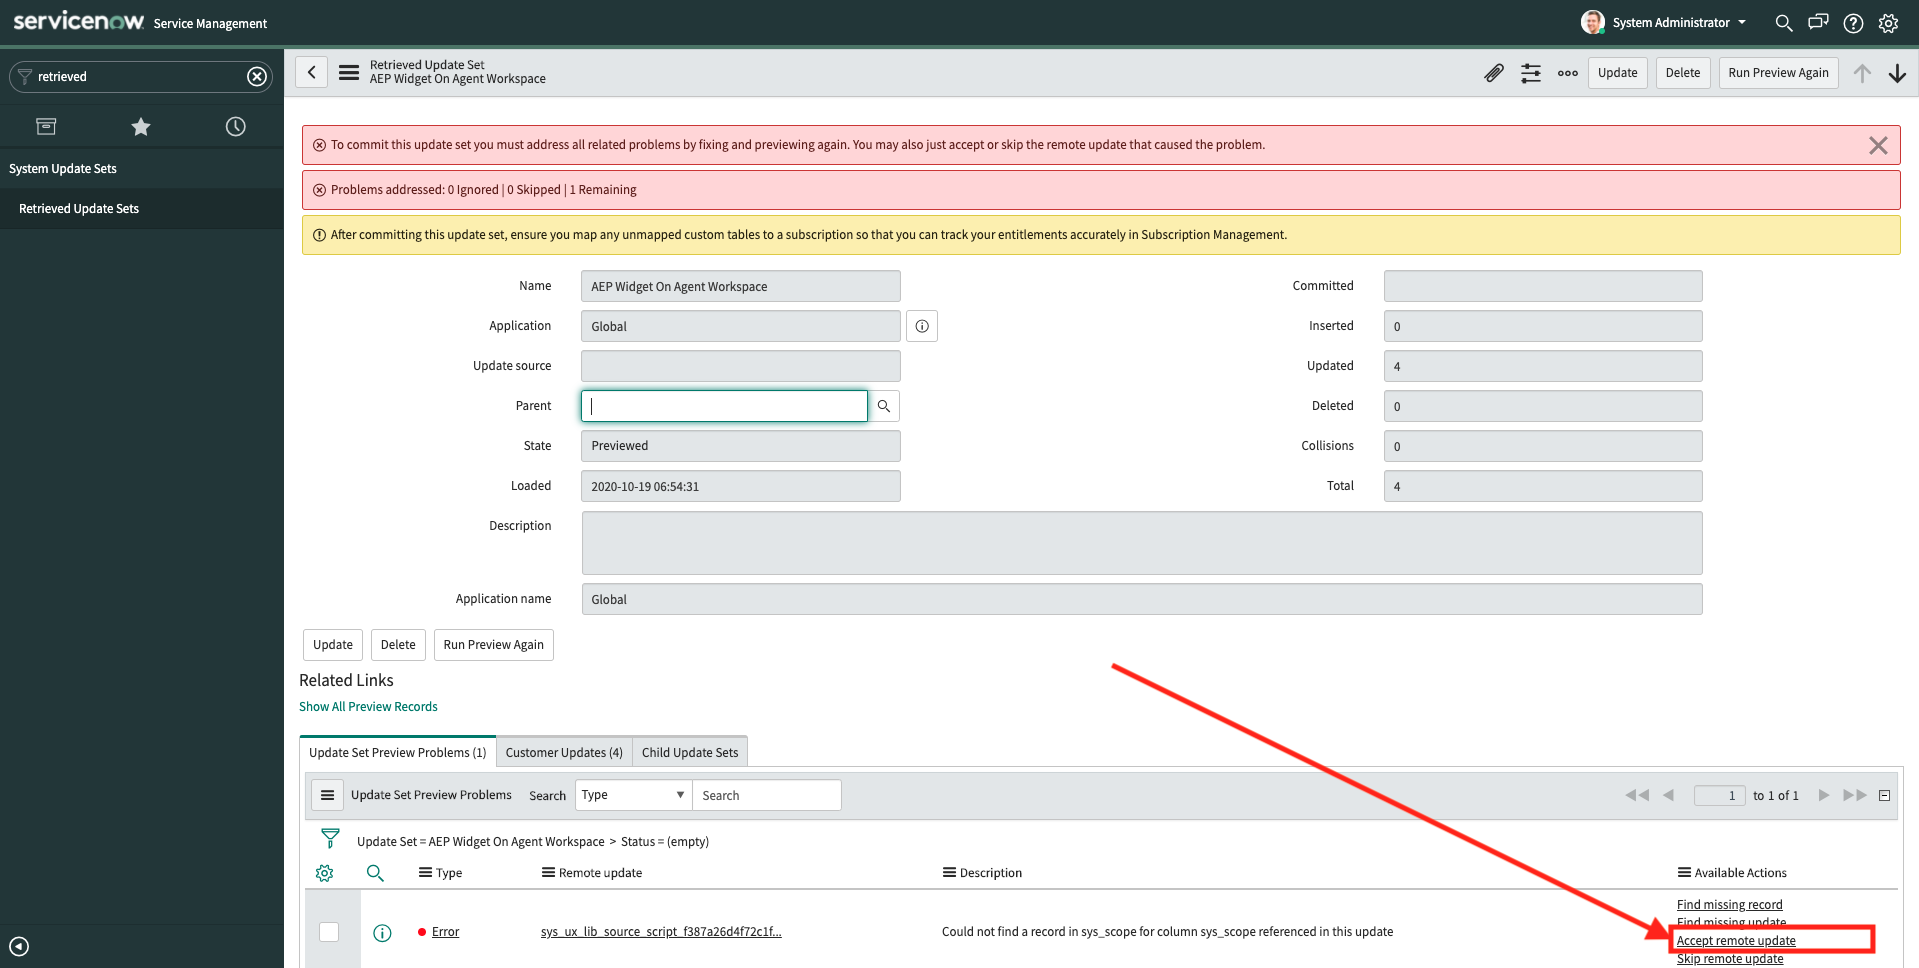 servicenow Service Management
System Administrator
retrieved
System Update Sets
Retrieved Update Sets
Retrieved Update Set
AEP Widget On Agent Workspace
Update Delete Run Preview Again
To commit this update set you must address all related problems by fixing and previewing again. You may also just accept or skip the remote update that caused the problem.
Problems addressed: 0 Ignored | 0 Skipped | 1 Remaining
After committing this update set, ensure you map any unmapped custom tables to a subscription so that you can track your entitlements accurately in Subscription Management.
Name AEP Widget On Agent Workspace
Application Global
Update source
Parent
State Previewed
Loaded 2020-10-19 06:54:31
Committed
Inserted 0
Updated 4
Deleted 0
Collisions 0
Total 4
Description
Application name Global
Update Delete Run Preview Again
Related Links
Show All Preview Records
Update Set Preview Problems (1) Customer Updates (4) Child Update Sets
Update Set Preview Problems Search Type Search 1 to 1 of 1
Update Set = AEP Widget On Agent Workspace > Status = (empty)
Type Remote update Description Available Actions
Error sys_ux_lib_source_script_f387a26d4f72c1f... Could not find a record in sys_scope for column sys_scope referenced in this update
Find missing record
Find missing update
Accept remote update
Skip remote update